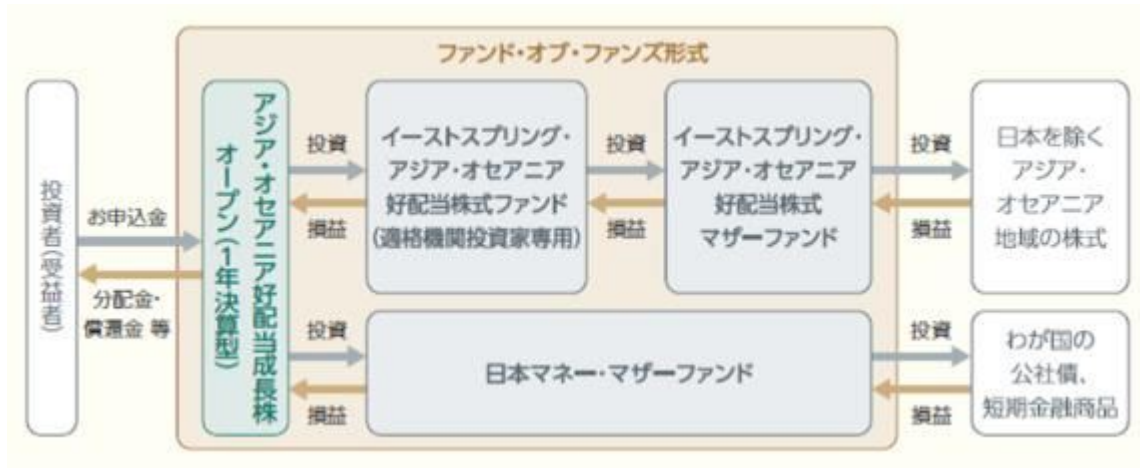 ファンド・オブ・ファンズ形式
投資者(受益者)
お申込金
分配金・
償還金 等
アジア・オセアニア好配当成長株
オープン(1年決算型)
投資
損益
イーストスプリング・
アジア・オセアニア
好配当株式ファンド
(適格機関投資家専用)
投資
損益
イーストスプリング・
アジア・オセアニア
好配当株式
マザーファンド
投資
損益
日本を除く
アジア・
オセアニア
地域の株式
投資
損益
日本マネー・マザーファンド
投資
損益
わが国の
公社債、
短期金融商品